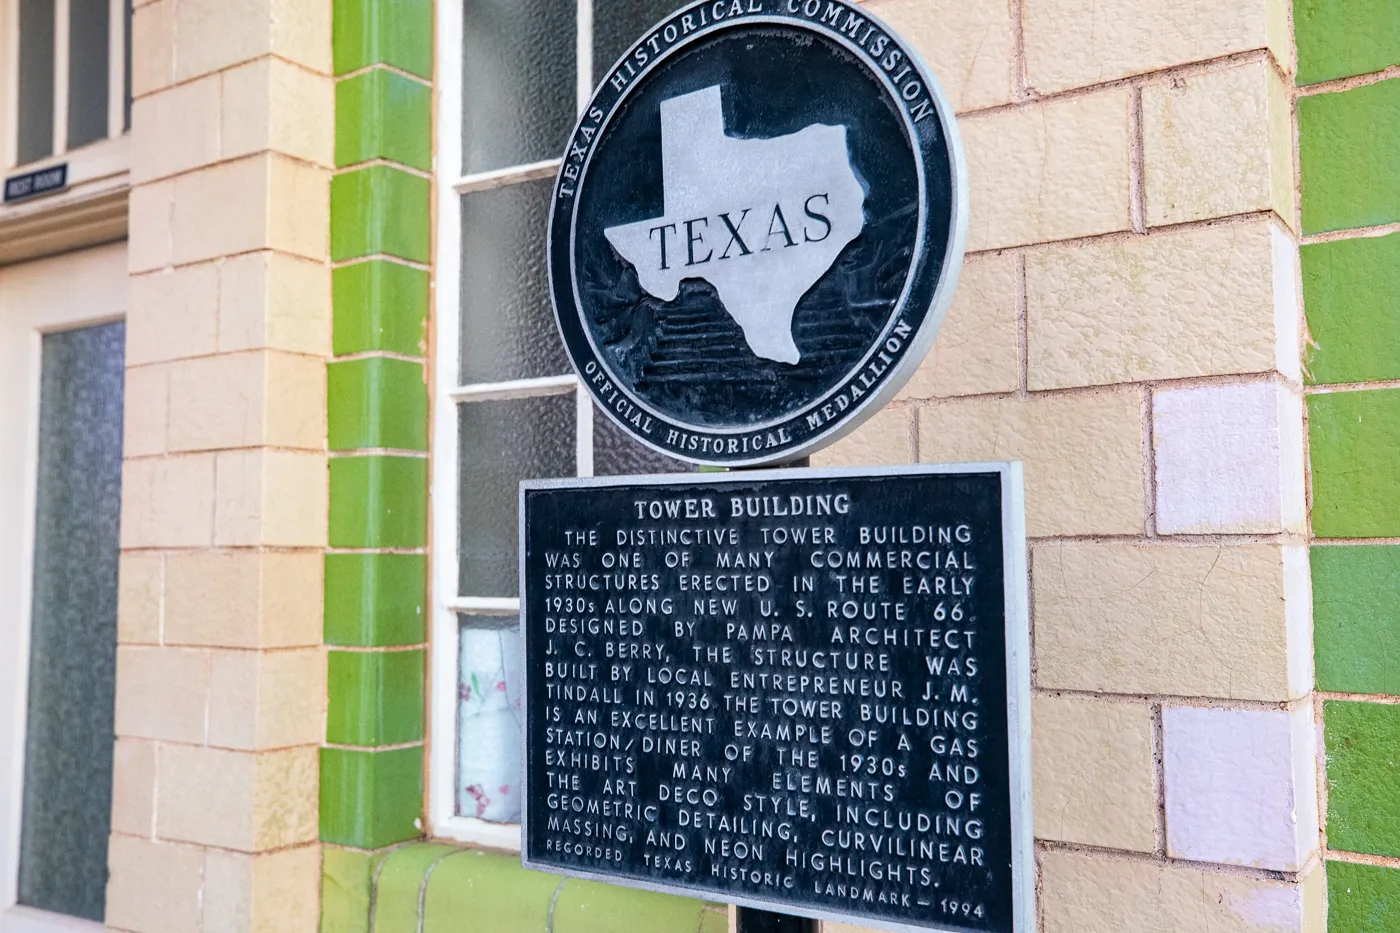 REST ROOM
TEXAS HISTORICAL COMMISSION
TEXAS
OFFICIAL HISTORICAL MEDALLION
TOWER BUILDING
THE DISTINCTIVE TOWER BUILDING
WAS ONE OF MANY COMMERCIAL
STRUCTURES ERECTED IN THE EARLY
1930s ALONG NEW U. S. ROUTE 66.
DESIGNED BY PAMPA ARCHITECT
J. C. BERRY, THE STRUCTURE WAS
BUILT BY LOCAL ENTREPRENEUR J. M.
TINDALL IN 1936. THE TOWER BUILDING
IS AN EXCELLENT EXAMPLE OF A GAS
STATION/DINER OF THE 1930s AND
EXHIBITS MANY ELEMENTS OF
THE ART DECO STYLE, INCLUDING
GEOMETRIC DETAILING, CURVILINEAR
MASSING, AND NEON HIGHLIGHTS.
RECORDED TEXAS HISTORIC LANDMARK – 1994